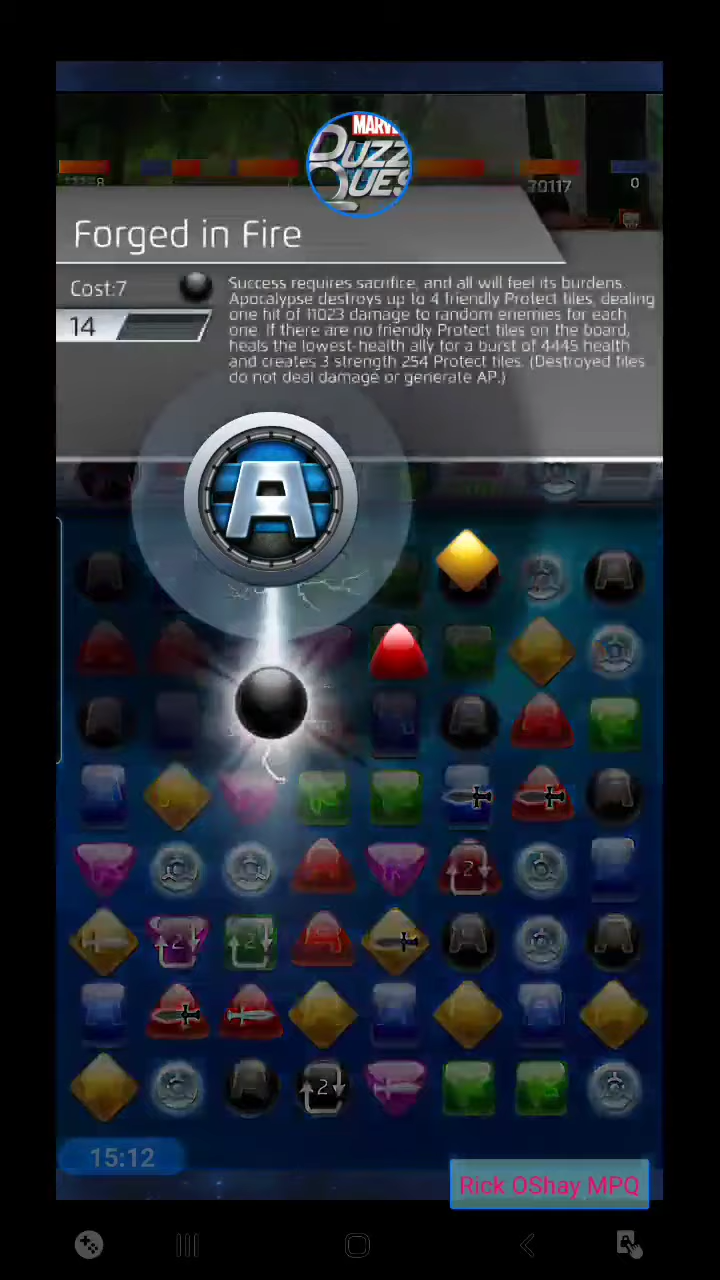 MARV
PUZZ
QUES
70117
0
Forged in Fire
Cost:7
14
Success requires sacrifice, and all will feel its burdens.
Apocalypse destroys up to 4 friendly Protect tiles, dealing
one hit of 11023 damage to random enemies for each
one. If there are no friendly Protect tiles on the board,
heals the lowest-health ally for a burst of 4445 health
and creates 3 strength 254 Protect tiles. (Destroyed tiles
do not deal damage or generate AP.)
A
2
2
2
2
15:12
Rick OShay MPQ